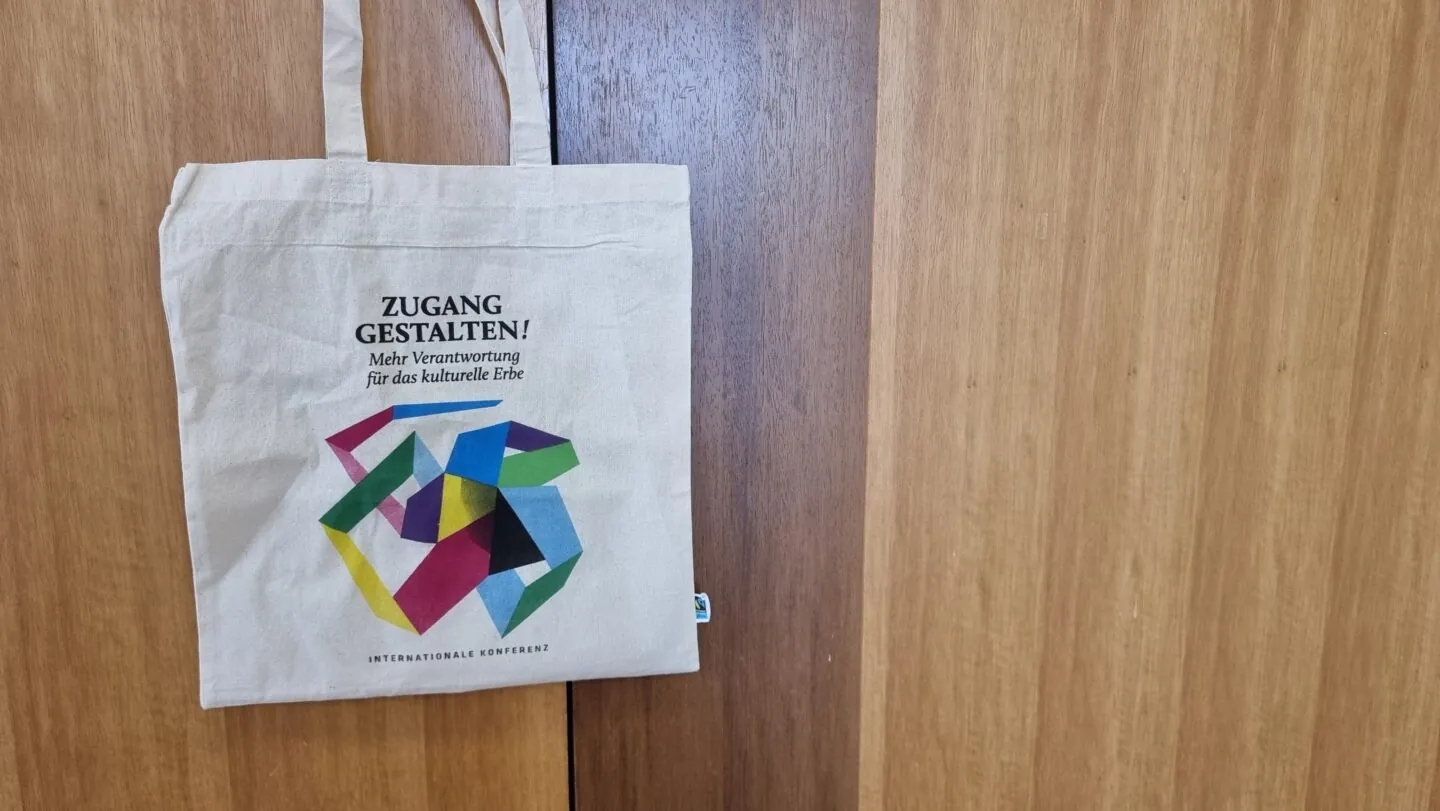 ZUGANG
GESTALTEN!
Mehr Verantwortung
für das kulturelle Erbe
INTERNATIONALE KONFERENZ